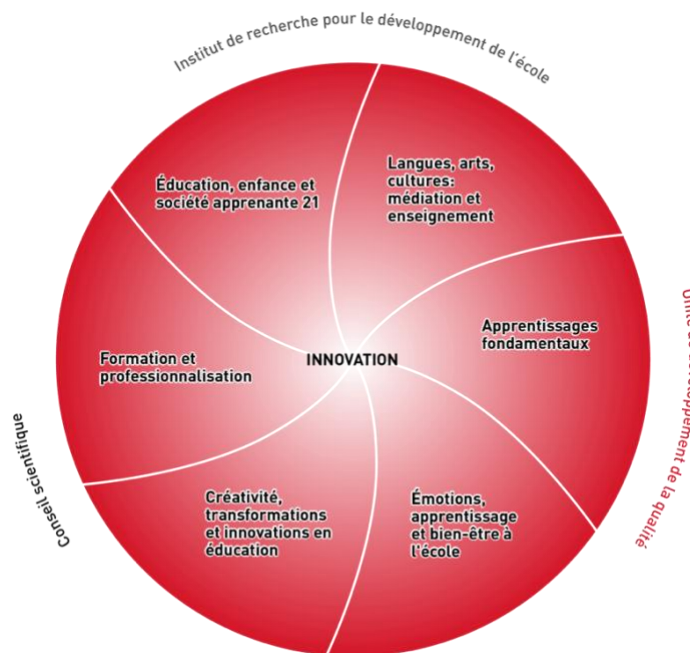 Institut de recherche pour le développement de l'école
Éducation, enfance et
société apprenante 21
Langues, arts,
cultures:
médiation et
enseignement
Apprentissages
fondamentaux
INNOVATION
Formation et
professionnalisation
Créativité,
transformations
et innovations en
éducation
Émotions,
apprentissage
et bien-être à
l'école
Conseil scientifique
développement de la qualité